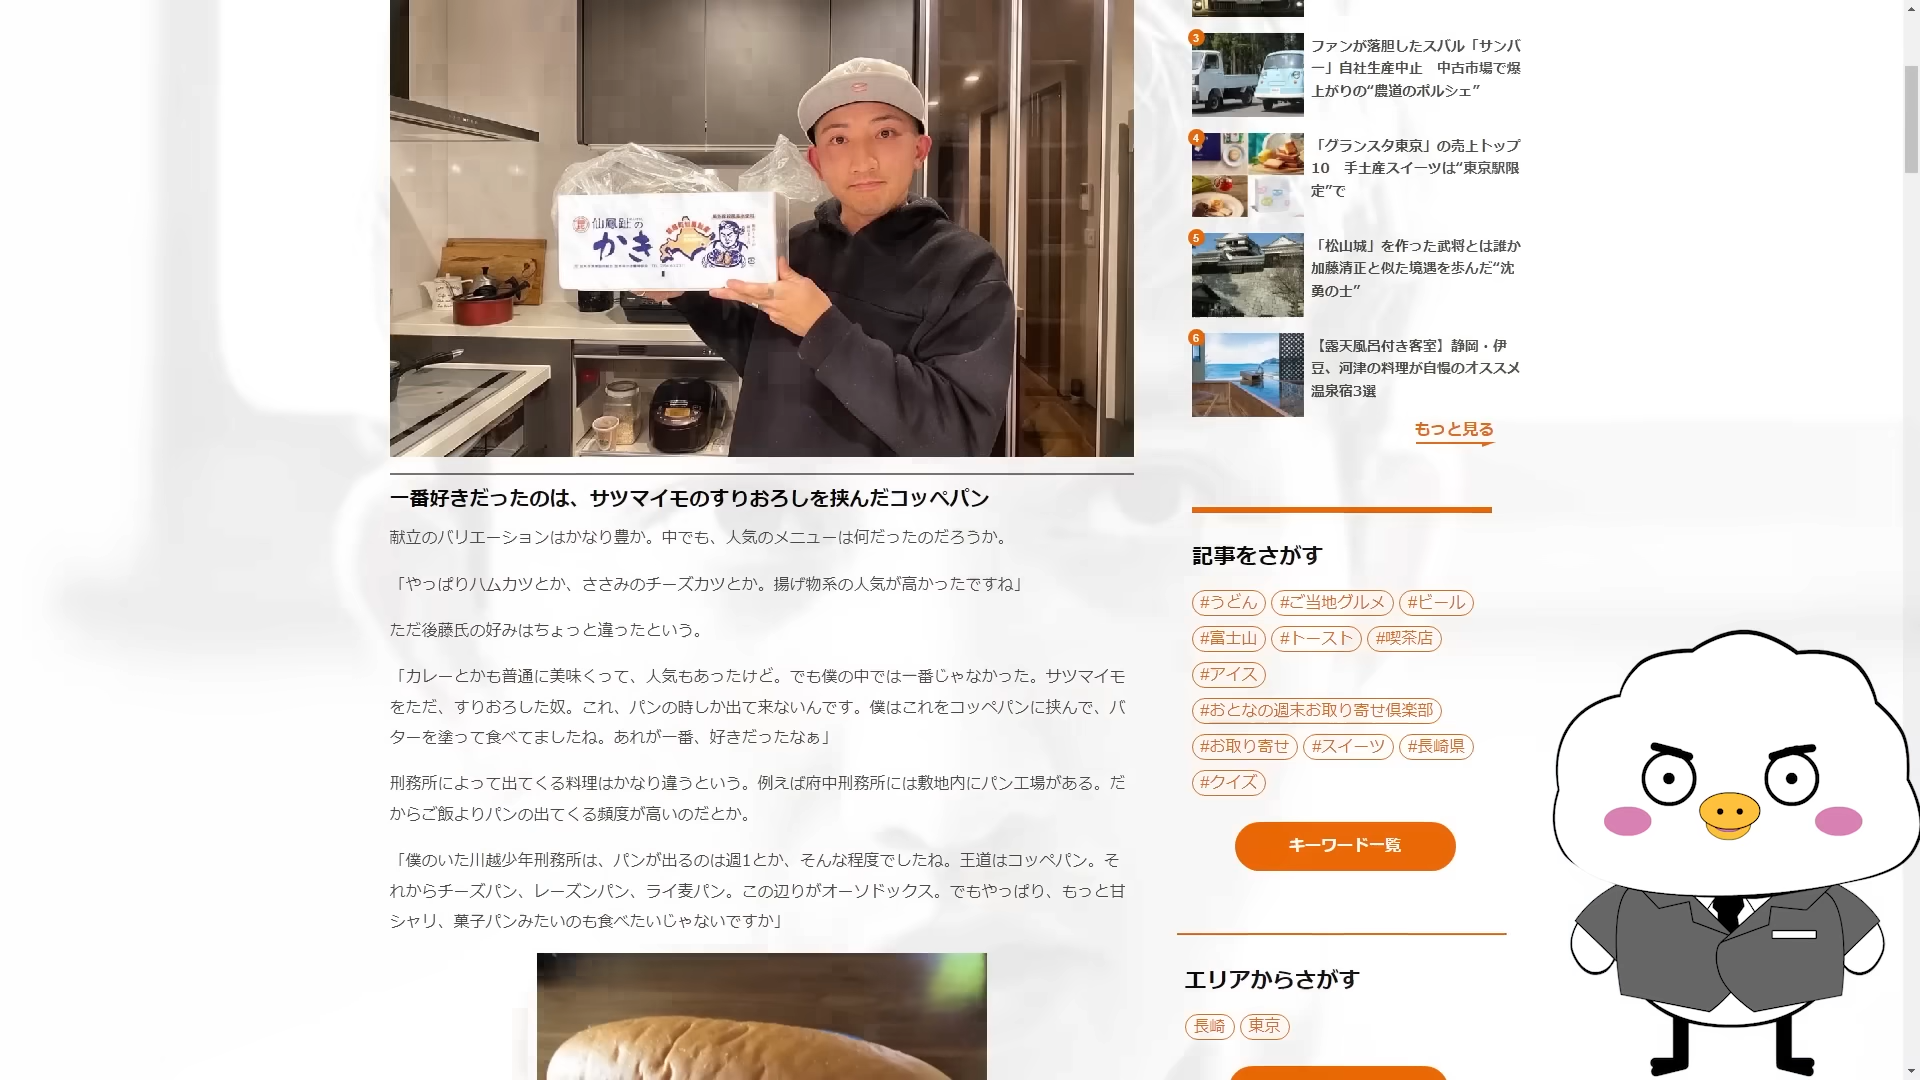 仙鳳趾の
かき
一番好きだったのは、サツマイモのすりおろしを挟んだコッペパン
献立のバリエーションはかなり豊か。中でも、人気のメニューは何だったのだろうか。
「やっぱりハムカツとか、ささみのチーズカツとか。揚げ物系の人気が高かったですね」
ただ後藤氏の好みはちょっと違ったという。
「カレーとかも普通に美味くって、人気もあったけど。でも僕の中では一番じゃなかった。サツマイモ
をただ、すりおろした奴。これ、パンの時しか出て来ないんです。僕はこれをコッペパンに挟んで、バ
ターを塗って食べてましたね。あれが一番、好きだったなぁ」
刑務所によって出てくる料理はかなり違うという。例えば府中刑務所には敷地内にパン工場がある。だ
からご飯よりパンの出てくる頻度が高いのだとか。
「僕のいた川越少年刑務所は、パンが出るのは週1とか、そんな程度でしたね。王道はコッペパン。そ
れからチーズパン、レーズンパン、ライ麦パン。この辺りがオーソドックス。でもやっぱり、もっと甘
シャリ、菓子パンみたいのも食べたいじゃないですか」
3
ファンが落胆したスバル「サンバ
ー」自社生産中止　中古市場で爆
上がりの“農道のポルシェ”
4
「グランスタ東京」の売上トップ
10　手土産スイーツは“東京駅限
定”で
5
「松山城」を作った武将とは誰か
加藤清正と似た境遇を歩んだ“沈
勇の士”
6
【露天風呂付き客室】静岡・伊
豆、河津の料理が自慢のオススメ
温泉宿3選
もっと見る
記事をさがす
#うどん #ご当地グルメ #ビール
#富士山 #トースト #喫茶店
#アイス
#おとなの週末お取り寄せ倶楽部
#お取り寄せ #スイーツ #長崎県
#クイズ
キーワード一覧
エリアからさがす
長崎 東京